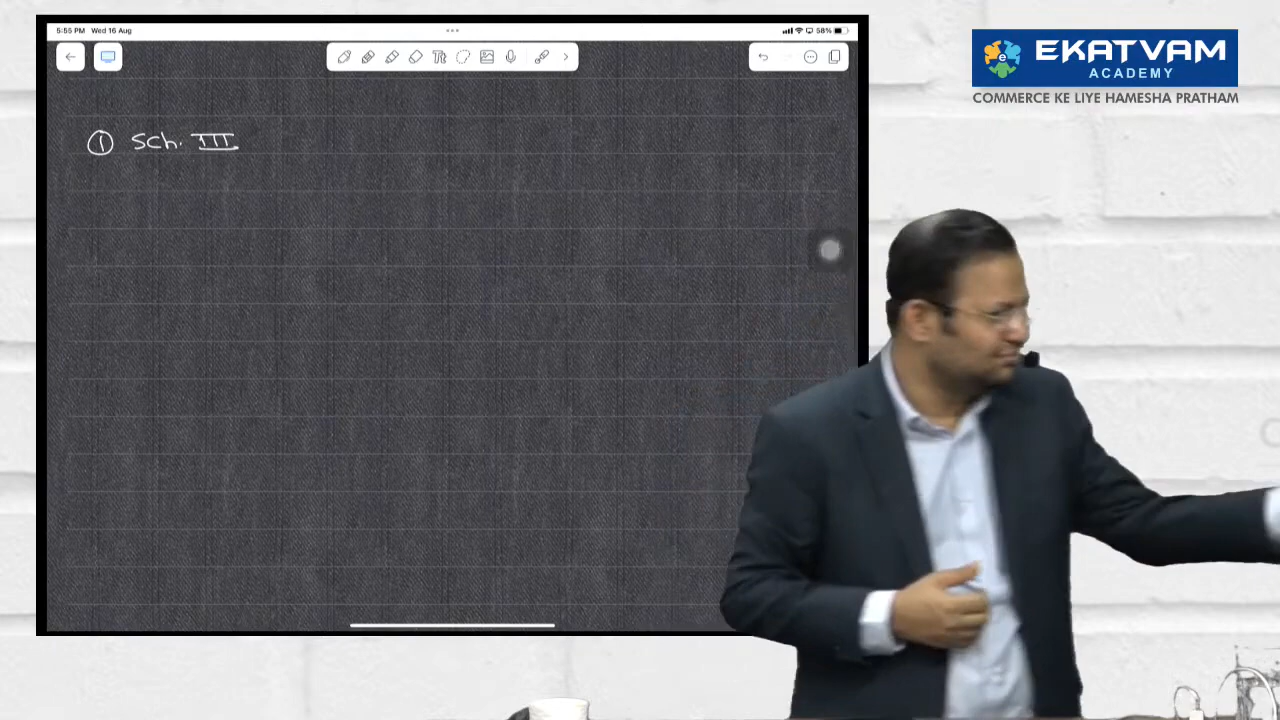 5:55 PM Wed 16 Aug
58%
① Sch. III
EKATVAM
ACADEMY
COMMERCE KE LIYE HAMESHA PRATHAM